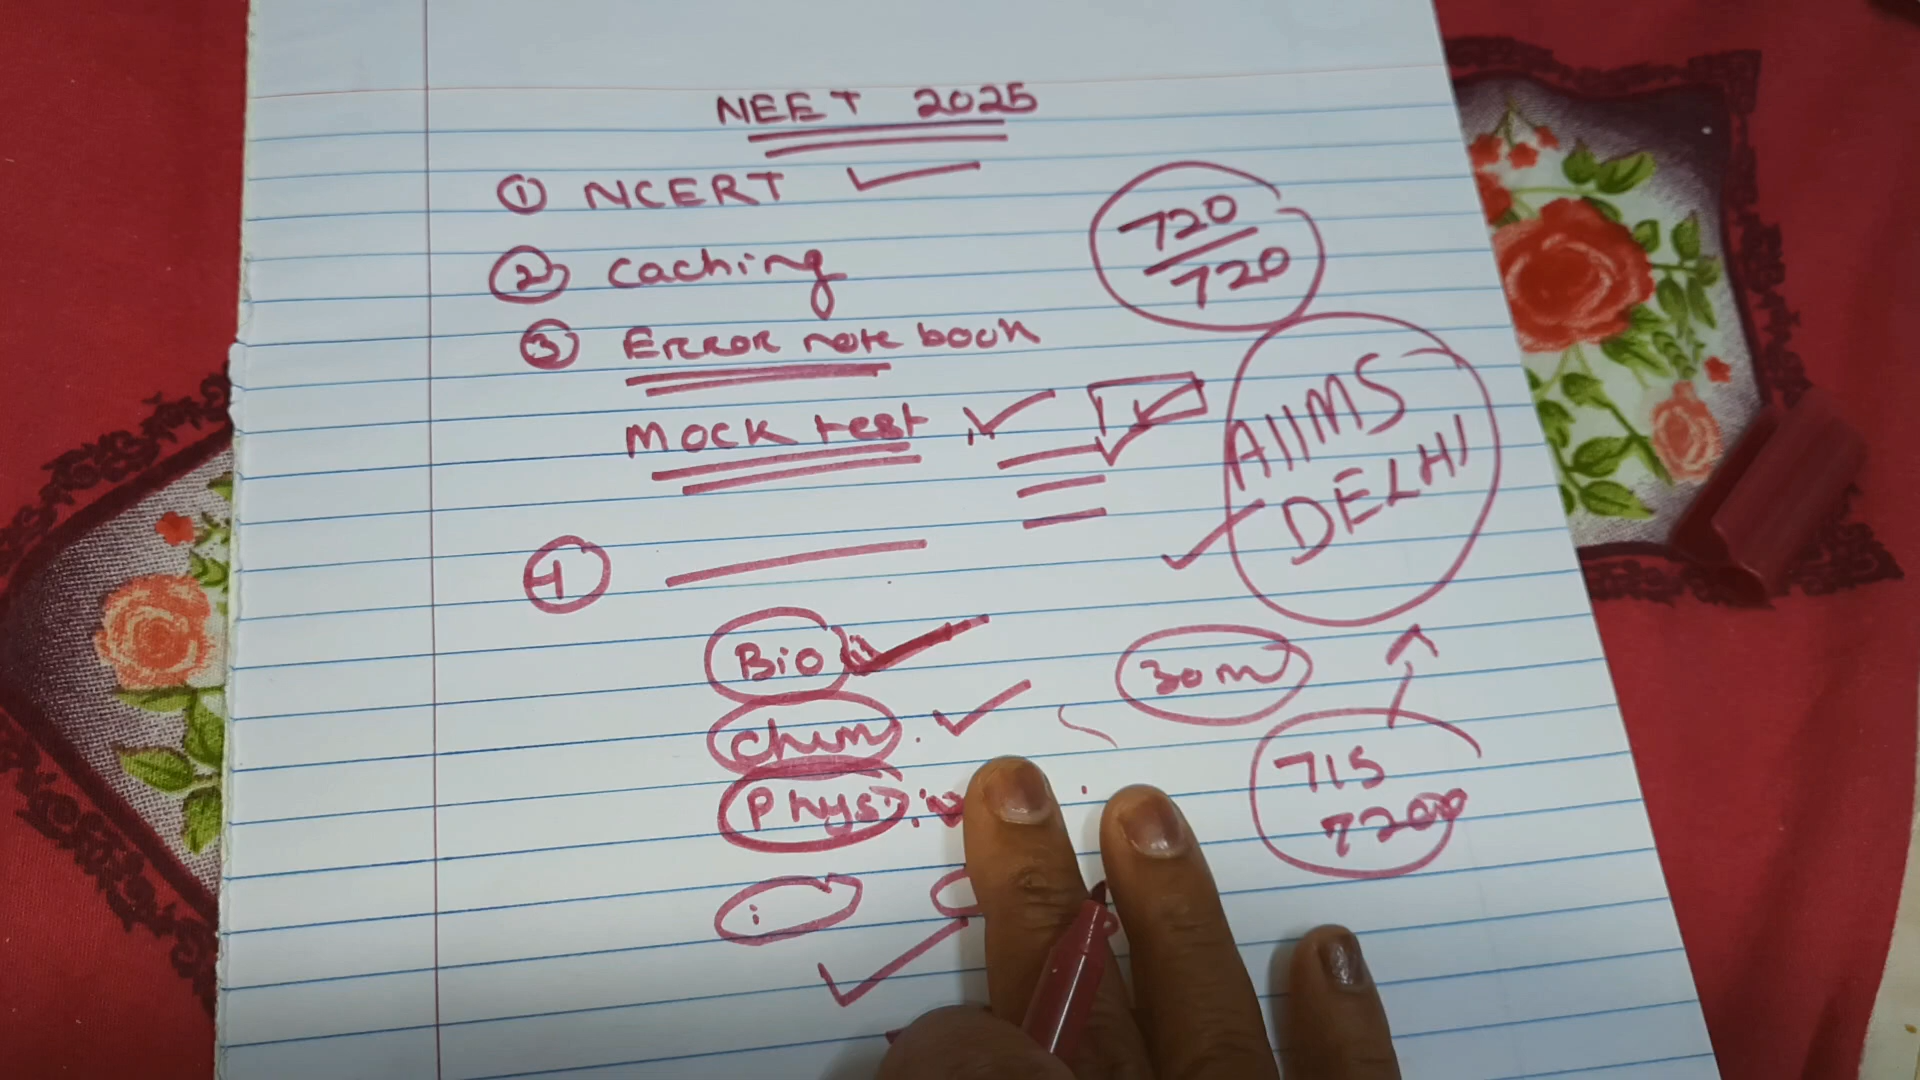 NEET 2025
1 NCERT
2 caching
3 Error note book
Mock test
4
720
720
AIIMS
DELHI
Bio
chem
Physi
30 m
715
720
i